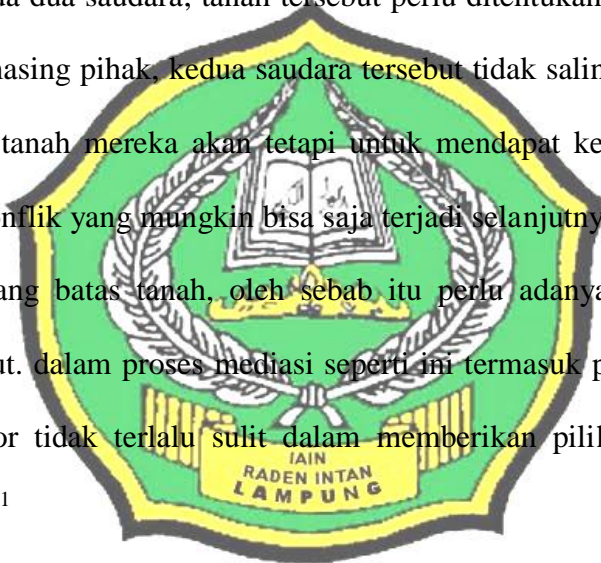 dua saudara, tanah tersebut perlu ditentukan
masing pihak, kedua saudara tersebut tidak salin
tanah mereka akan tetapi untuk mendapat ke
onflik yang mungkin bisa saja terjadi selanjutny
ang batas tanah, oleh sebab itu perlu adanya
ut. dalam proses mediasi seperti ini termasuk p
or tidak terlalu sulit dalam memberikan pilil
IAIN
RADEN INTAN
LAMPUNG
1